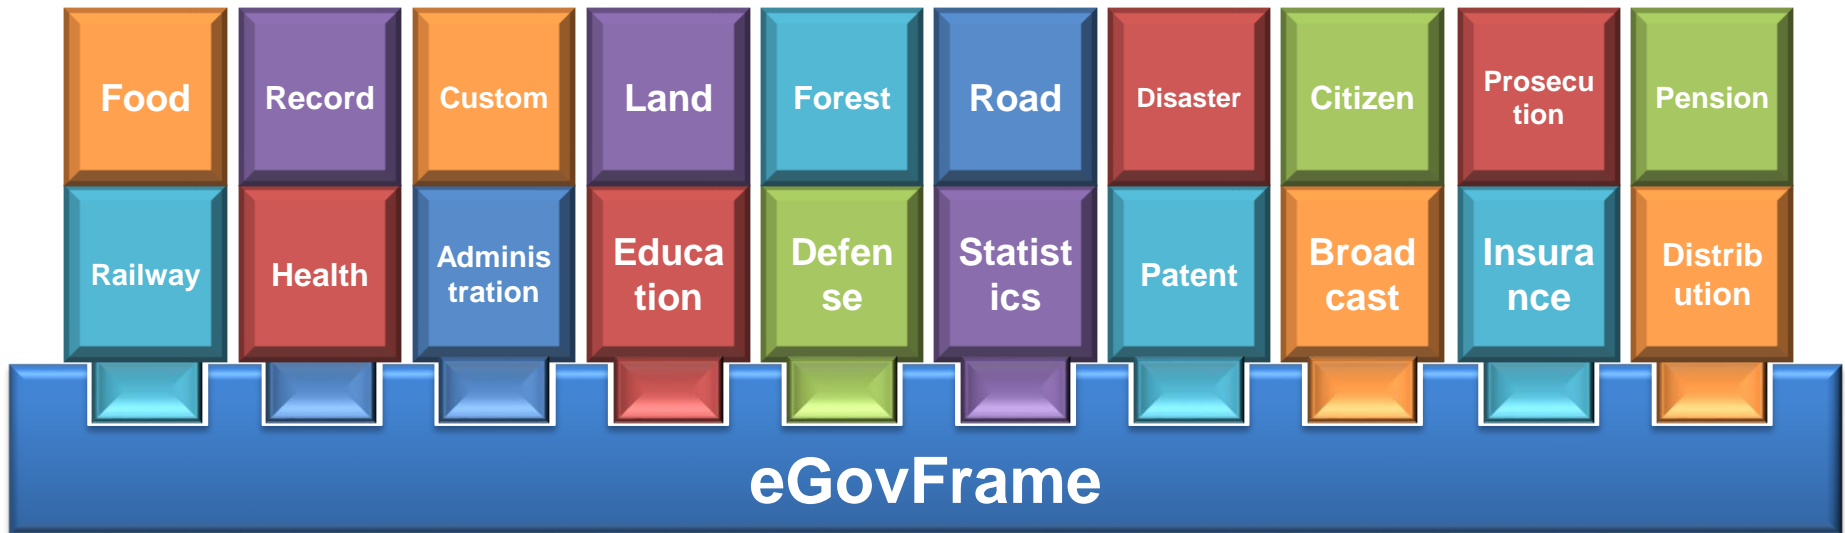 Food
Record
Custom
Land
Forest
Road
Disaster
Citizen
Prosecu
tion
Pension
Railway
Health
Adminis
tration
Educa
tion
Defen
se
Statist
ics
Patent
Broad
cast
Insura
nce
Distrib
ution
eGovFrame